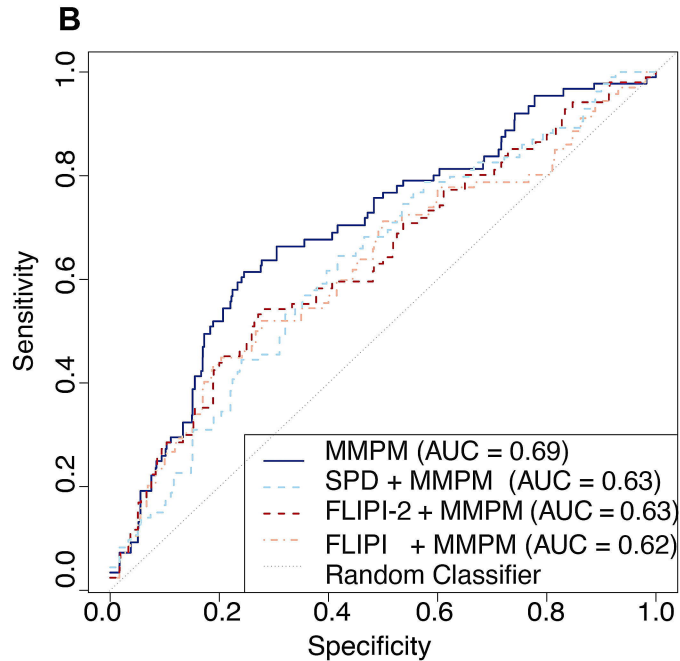 B
Sensitivity
1.0
0.8
0.6
0.4
0.2
0.0
MMPM (AUC = 0.69)
SPD + MMPM (AUC = 0.63)
FLIPI-2 + MMPM (AUC = 0.63)
FLIPI + MMPM (AUC = 0.62)
Random Classifier
0.0 0.2 0.4 0.6 0.8 1.0
Specificity